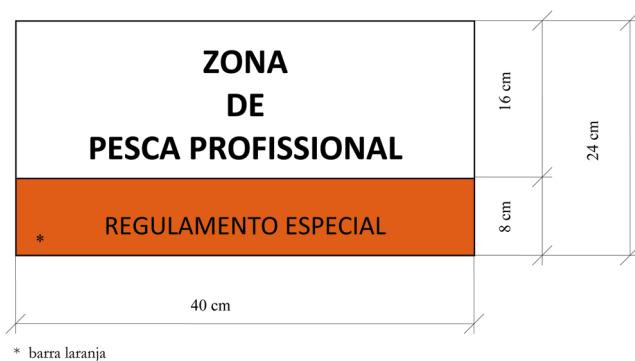 ZONA
DE
PESCA PROFISSIONAL
REGULAMENTO ESPECIAL
*
16 cm
8 cm
24 cm
40 cm
* barra laranja